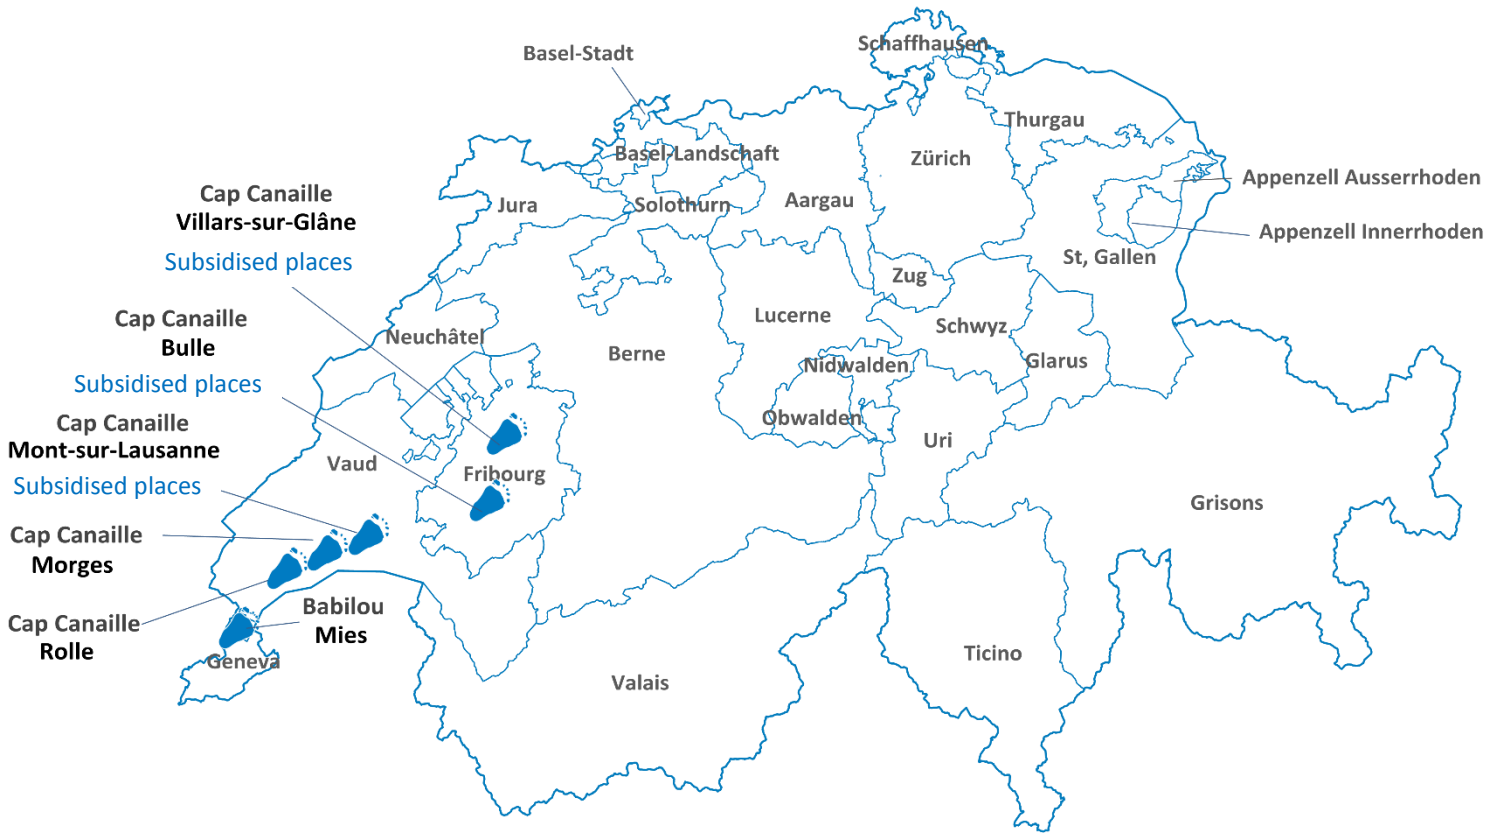 Schaffhausen
Basel-Stadt
Thurgau
Basel-Landschaft
Zürich
Appenzell Ausserrhoden
Cap Canaille
Villars-sur-Glâne
Subsidised places
Jura
Solothurn
Aargau
Appenzell Innerrhoden
St, Gallen
Zug
Cap Canaille
Bulle
Subsidised places
Neuchâtel
Berne
Lucerne
Schwyz
Nidwalden
Glarus
Cap Canaille
Mont-sur-Lausanne
Subsidised places
Vaud
Fribourg
Obwalden
Uri
Grisons
Cap Canaille
Morges
Cap Canaille
Rolle
Babilou
Mies
Geneva
Valais
Ticino